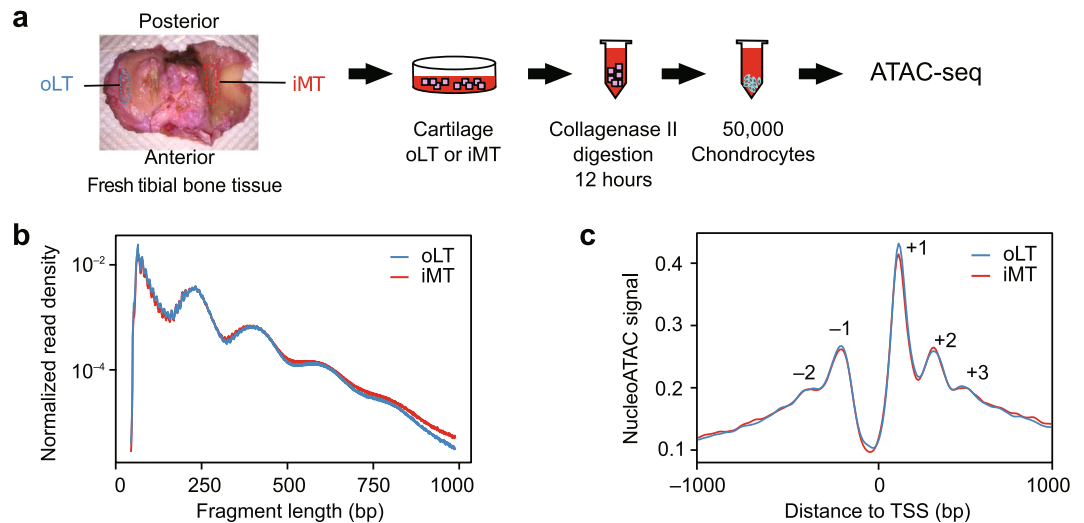 a
Posterior
oLT
iMT
Anterior
Fresh tibial bone tissue
Cartilage
oLT or iMT
Collagenase II
digestion
12 hours
50,000
Chondrocytes
ATAC-seq
b
Normalized read density
10−2
10−4
oLT
iMT
0 250 500 750 1000
Fragment length (bp)
c
NucleoATAC signal
0.4
0.3
0.2
0.1
oLT
iMT
−2
−1
+1
+2
+3
−1000 0 1000
Distance to TSS (bp)